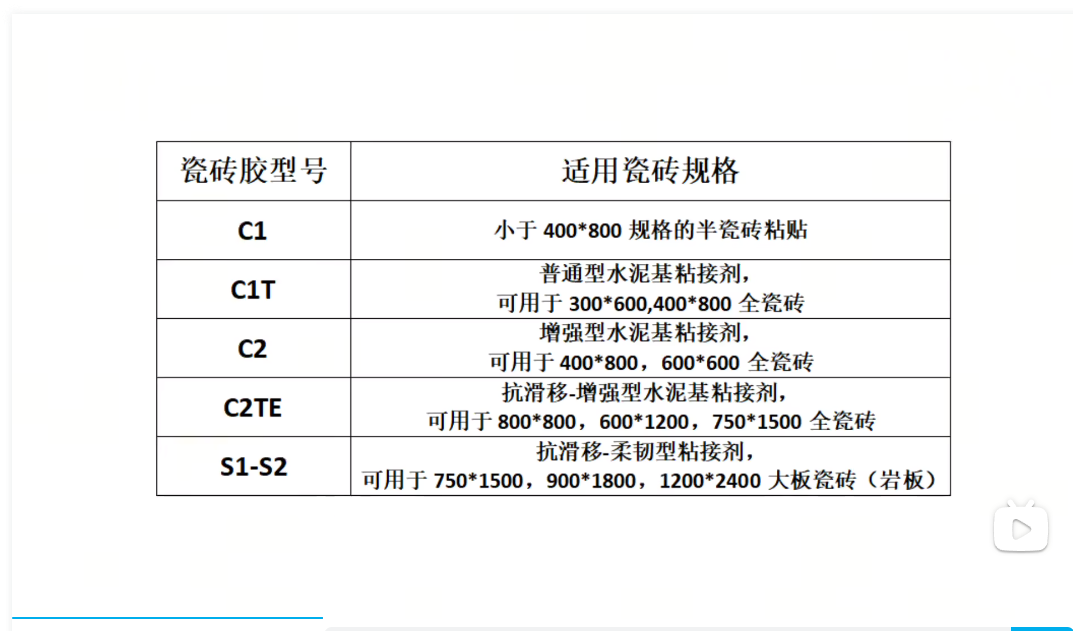 瓷砖胶型号 适用瓷砖规格
C1 小于 400*800 规格的半瓷砖粘贴
C1T 普通型水泥基粘接剂，
可用于 300*600,400*800 全瓷砖
C2 增强型水泥基粘接剂，
可用于 400*800，600*600 全瓷砖
C2TE 抗滑移-增强型水泥基粘接剂，
可用于 800*800，600*1200，750*1500 全瓷砖
S1-S2 抗滑移-柔韧型粘接剂，
可用于 750*1500，900*1800，1200*2400 大板瓷砖（岩板）